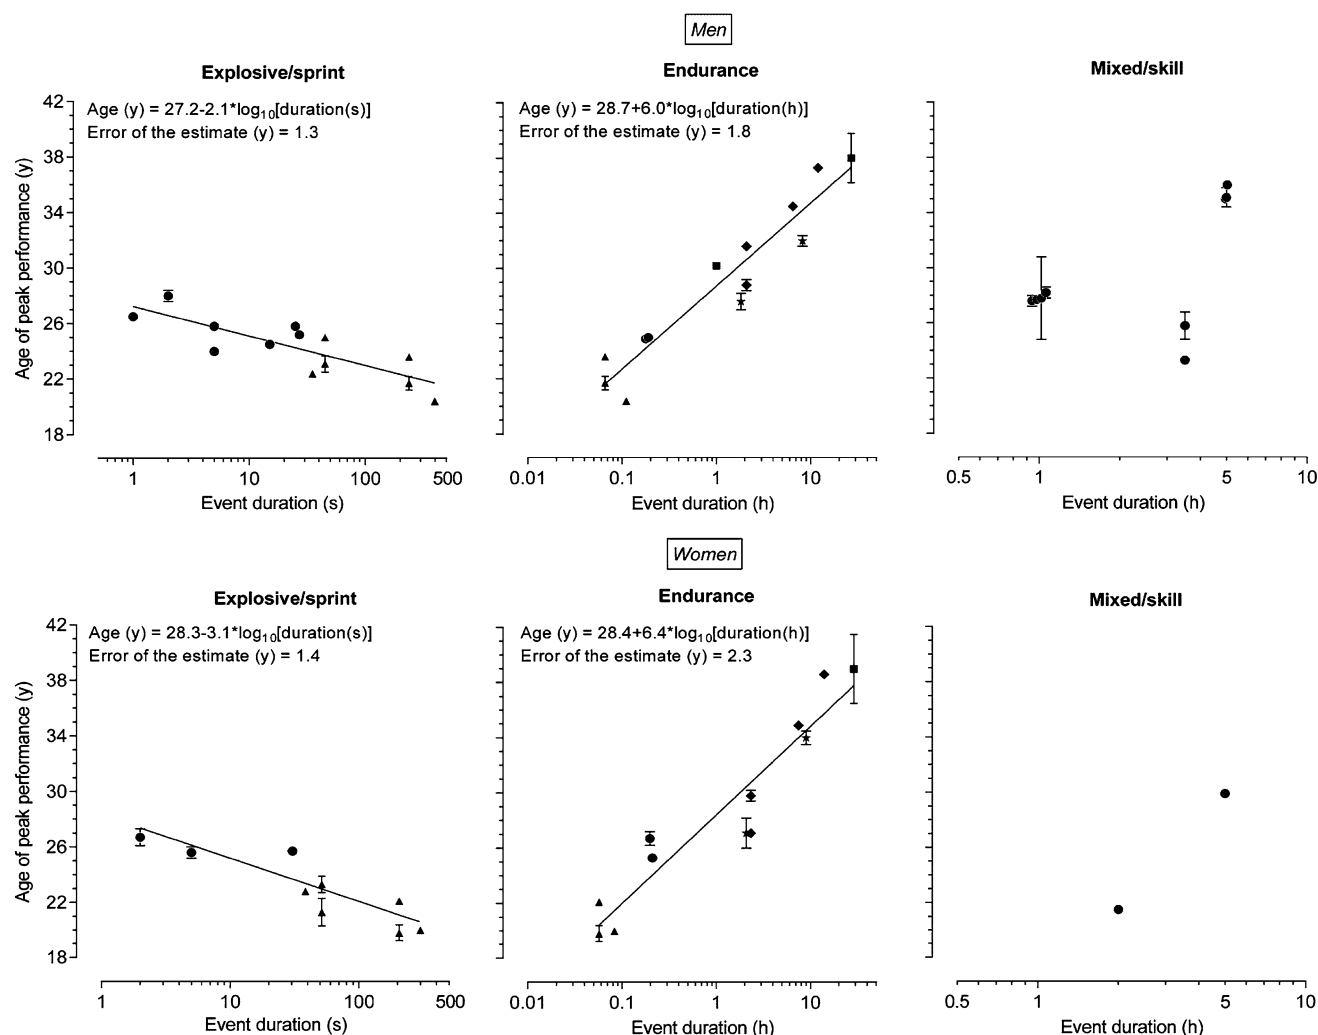 Men
Explosive/sprint
Endurance
Mixed/skill
Age (y) = 27.2-2.1*log10[duration(s)]
Error of the estimate (y) = 1.3
Age (y) = 28.7+6.0*log10[duration(h)]
Error of the estimate (y) = 1.8
Age of peak performance (y)
42
38
34
30
26
22
18
1 10 100 500
0.01 0.1 1 10
0.5 1 5 10
Event duration (s)
Event duration (h)
Event duration (h)
Women
Explosive/sprint
Endurance
Mixed/skill
Age (y) = 28.3-3.1*log10[duration(s)]
Error of the estimate (y) = 1.4
Age (y) = 28.4+6.4*log10[duration(h)]
Error of the estimate (y) = 2.3
Age of peak performance (y)
42
38
34
30
26
22
18
1 10 100 500
0.01 0.1 1 10
0.5 1 5 10
Event duration (s)
Event duration (h)
Event duration (h)